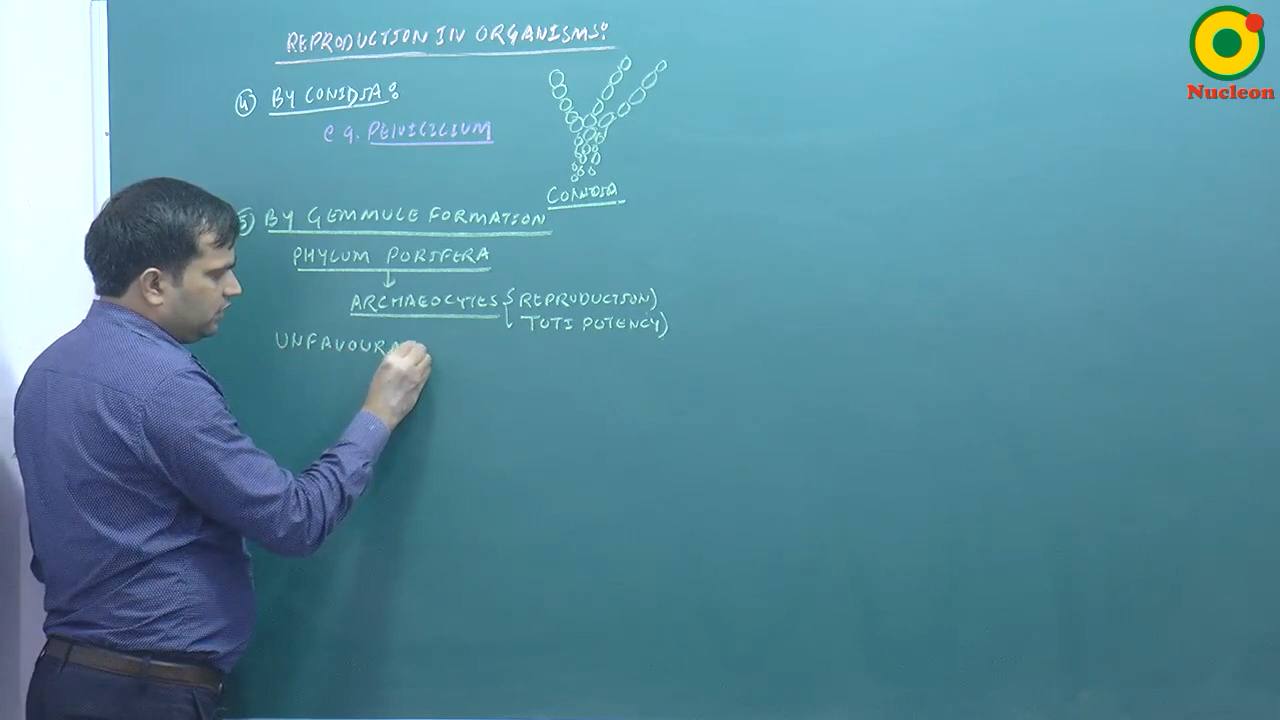 REPRODUCTION IN ORGANISMS:
4) BY CONIDIA:
e.g. PENICILIUM
CONIDIA
5) BY GEMMULE FORMATION
PHYLUM PORIFERA
ARCHAEOCYTES (REPRODUCTION)
TOTI POTENCY)
UNFAVOURA
Nucleon